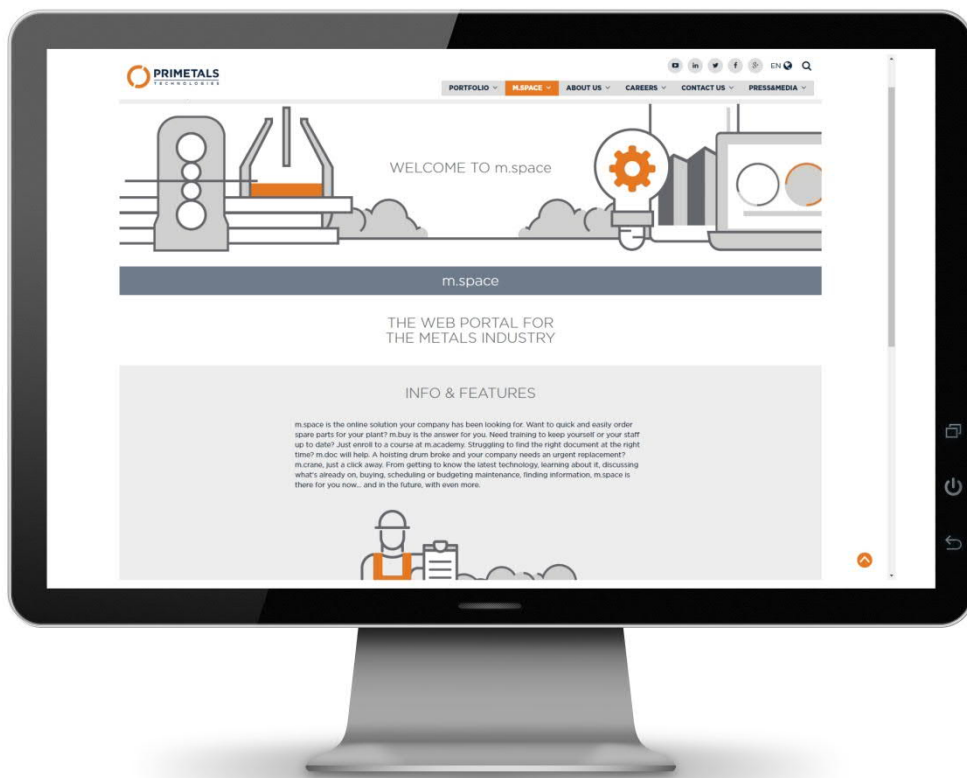 PRIMETALS
TECHNOLOGIES
EN
PORTFOLIO
M.SPACE
ABOUT US
CAREERS
CONTACT US
PRESS&MEDIA
WELCOME TO m.space
m.space
THE WEB PORTAL FOR
THE METALS INDUSTRY
INFO & FEATURES
m.space is the online solution your company has been looking for. Want to quick and easily order
spare parts for your plant? m.buy is the answer for you. Need training to keep yourself or your staff
up to date? Just enroll to a course at m.academy. Struggling to find the right document at the right
time? m.doc will help. A hoisting drum broke and your company needs an urgent replacement?
m.crane, just a click away. From getting to know the latest technology, learning about it, discussing
what's already on, buying, scheduling or budgeting maintenance, finding information, m.space is
there for you now... and in the future, with even more.